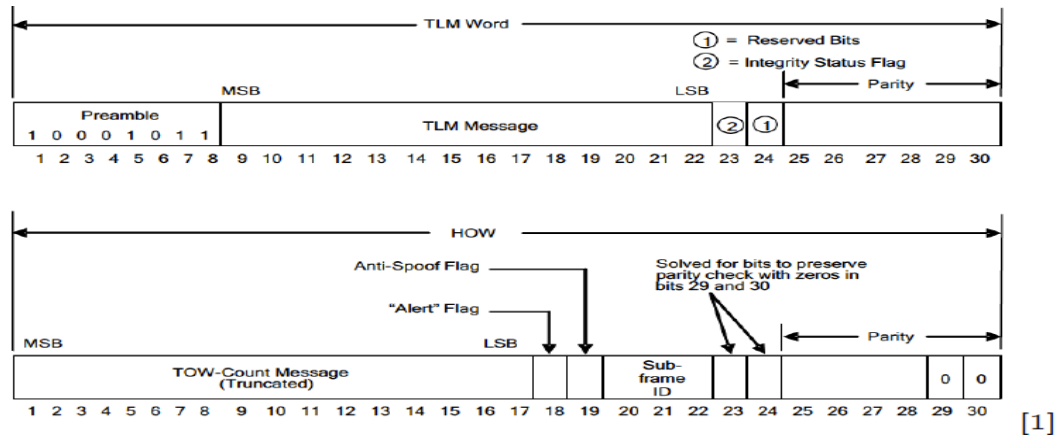 TLM Word
① = Reserved Bits
② = Integrity Status Flag
MSB
LSB
Parity
Preamble
1 0 0 0 1 0 1 1
TLM Message
② ①
1 2 3 4 5 6 7 8 9 10 11 12 13 14 15 16 17 18 19 20 21 22 23 24 25 26 27 28 29 30
HOW
Anti-Spoof Flag
"Alert" Flag
Solved for bits to preserve
parity check with zeros in
bits 29 and 30
MSB
LSB
Parity
TOW-Count Message
(Truncated)
Sub-
frame
ID
0 0
1 2 3 4 5 6 7 8 9 10 11 12 13 14 15 16 17 18 19 20 21 22 23 24 25 26 27 28 29 30
[1]